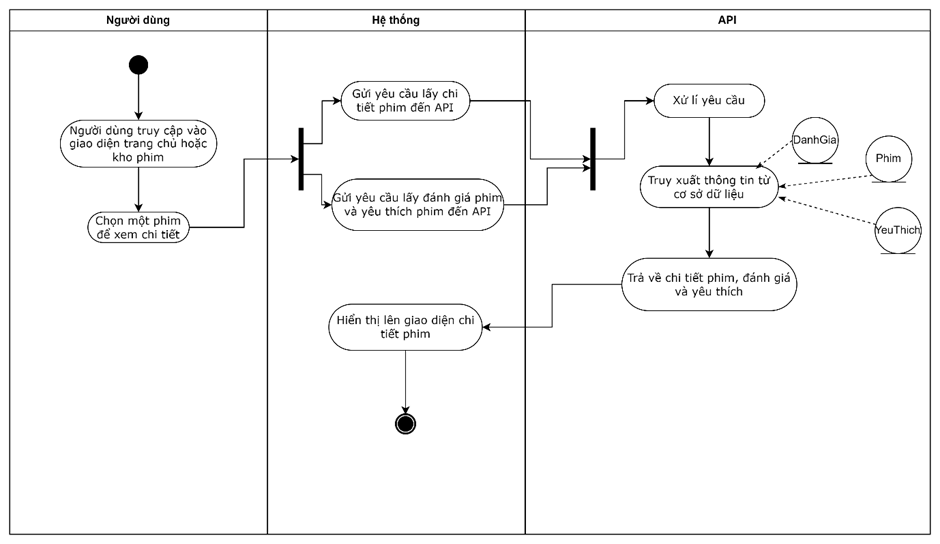 Người dùng
Hệ thống
API
Người dùng truy cập vào
giao diện trang chủ hoặc
kho phim
Chọn một phim
để xem chi tiết
Gửi yêu cầu lấy chi
tiết phim đến API
Gửi yêu cầu lấy đánh giá phim
và yêu thích phim đến API
Xử lí yêu cầu
DanhGia
Phim
Truy xuất thông tin từ
cơ sở dữ liệu
YeuThich
Trả về chi tiết phim, đánh giá
và yêu thích
Hiển thị lên giao diện chi
tiết phim